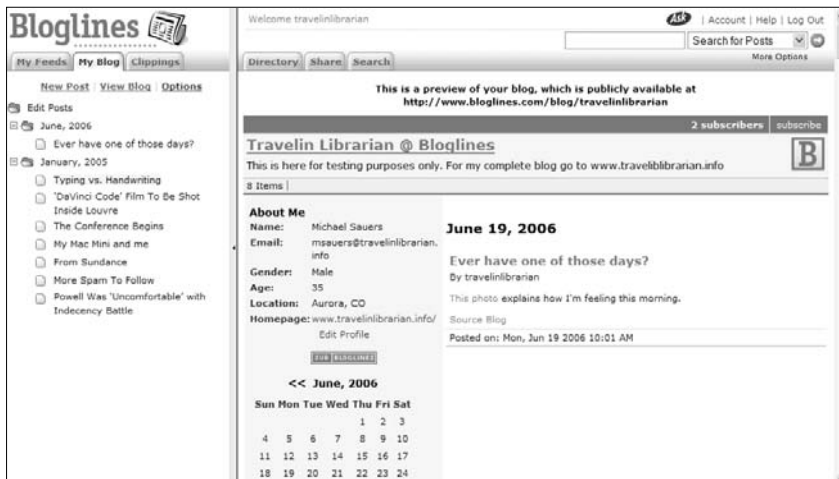 Bloglines
My Feeds My Blog Clippings
New Post | View Blog | Options
Edit Posts
June, 2006
Ever have one of those days?
January, 2005
Typing vs. Handwriting
'DaVinci Code' Film To Be Shot
Inside Louvre
The Conference Begins
My Mac Mini and me
From Sundance
More Spam To Follow
Powell Was 'Uncomfortable' with
Indecency Battle
Welcome travelinlibrarian
Ask | Account | Help | Log Out
Search for Posts
More Options
Directory Share Search
This is a preview of your blog, which is publicly available at
http://www.bloglines.com/blog/travelinlibrarian
2 subscribers | subscribe
Travelin Librarian @ Bloglines
B
This is here for testing purposes only. For my complete blog go to www.traveliblibrarian.info
8 Items |
About Me
Name: Michael Sauers
Email: msauers@travelinlibrarian.
info
Gender: Male
Age: 35
Location: Aurora, CO
Homepage: www.travelinlibrarian.info/
Edit Profile
SUB BLOGLINES
<< June, 2006
Sun Mon Tue Wed Thu Fri Sat
1 2 3
4 5 6 7 8 9 10
11 12 13 14 15 16 17
18 19 20 21 22 23 24
June 19, 2006
Ever have one of those days?
By travelinlibrarian
This photo explains how I'm feeling this morning.
Source Blog
Posted on: Mon, Jun 19 2006 10:01 AM